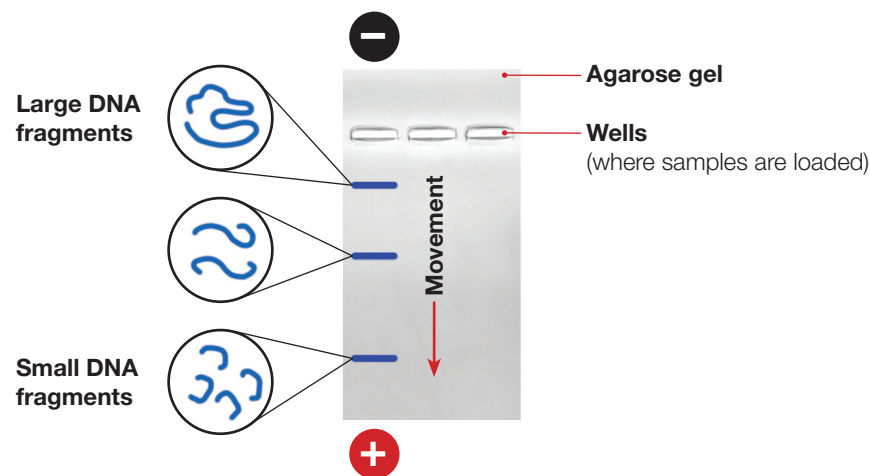 −
Agarose gel
Large DNA
fragments
Wells
(where samples are loaded)
Movement
Small DNA
fragments
+